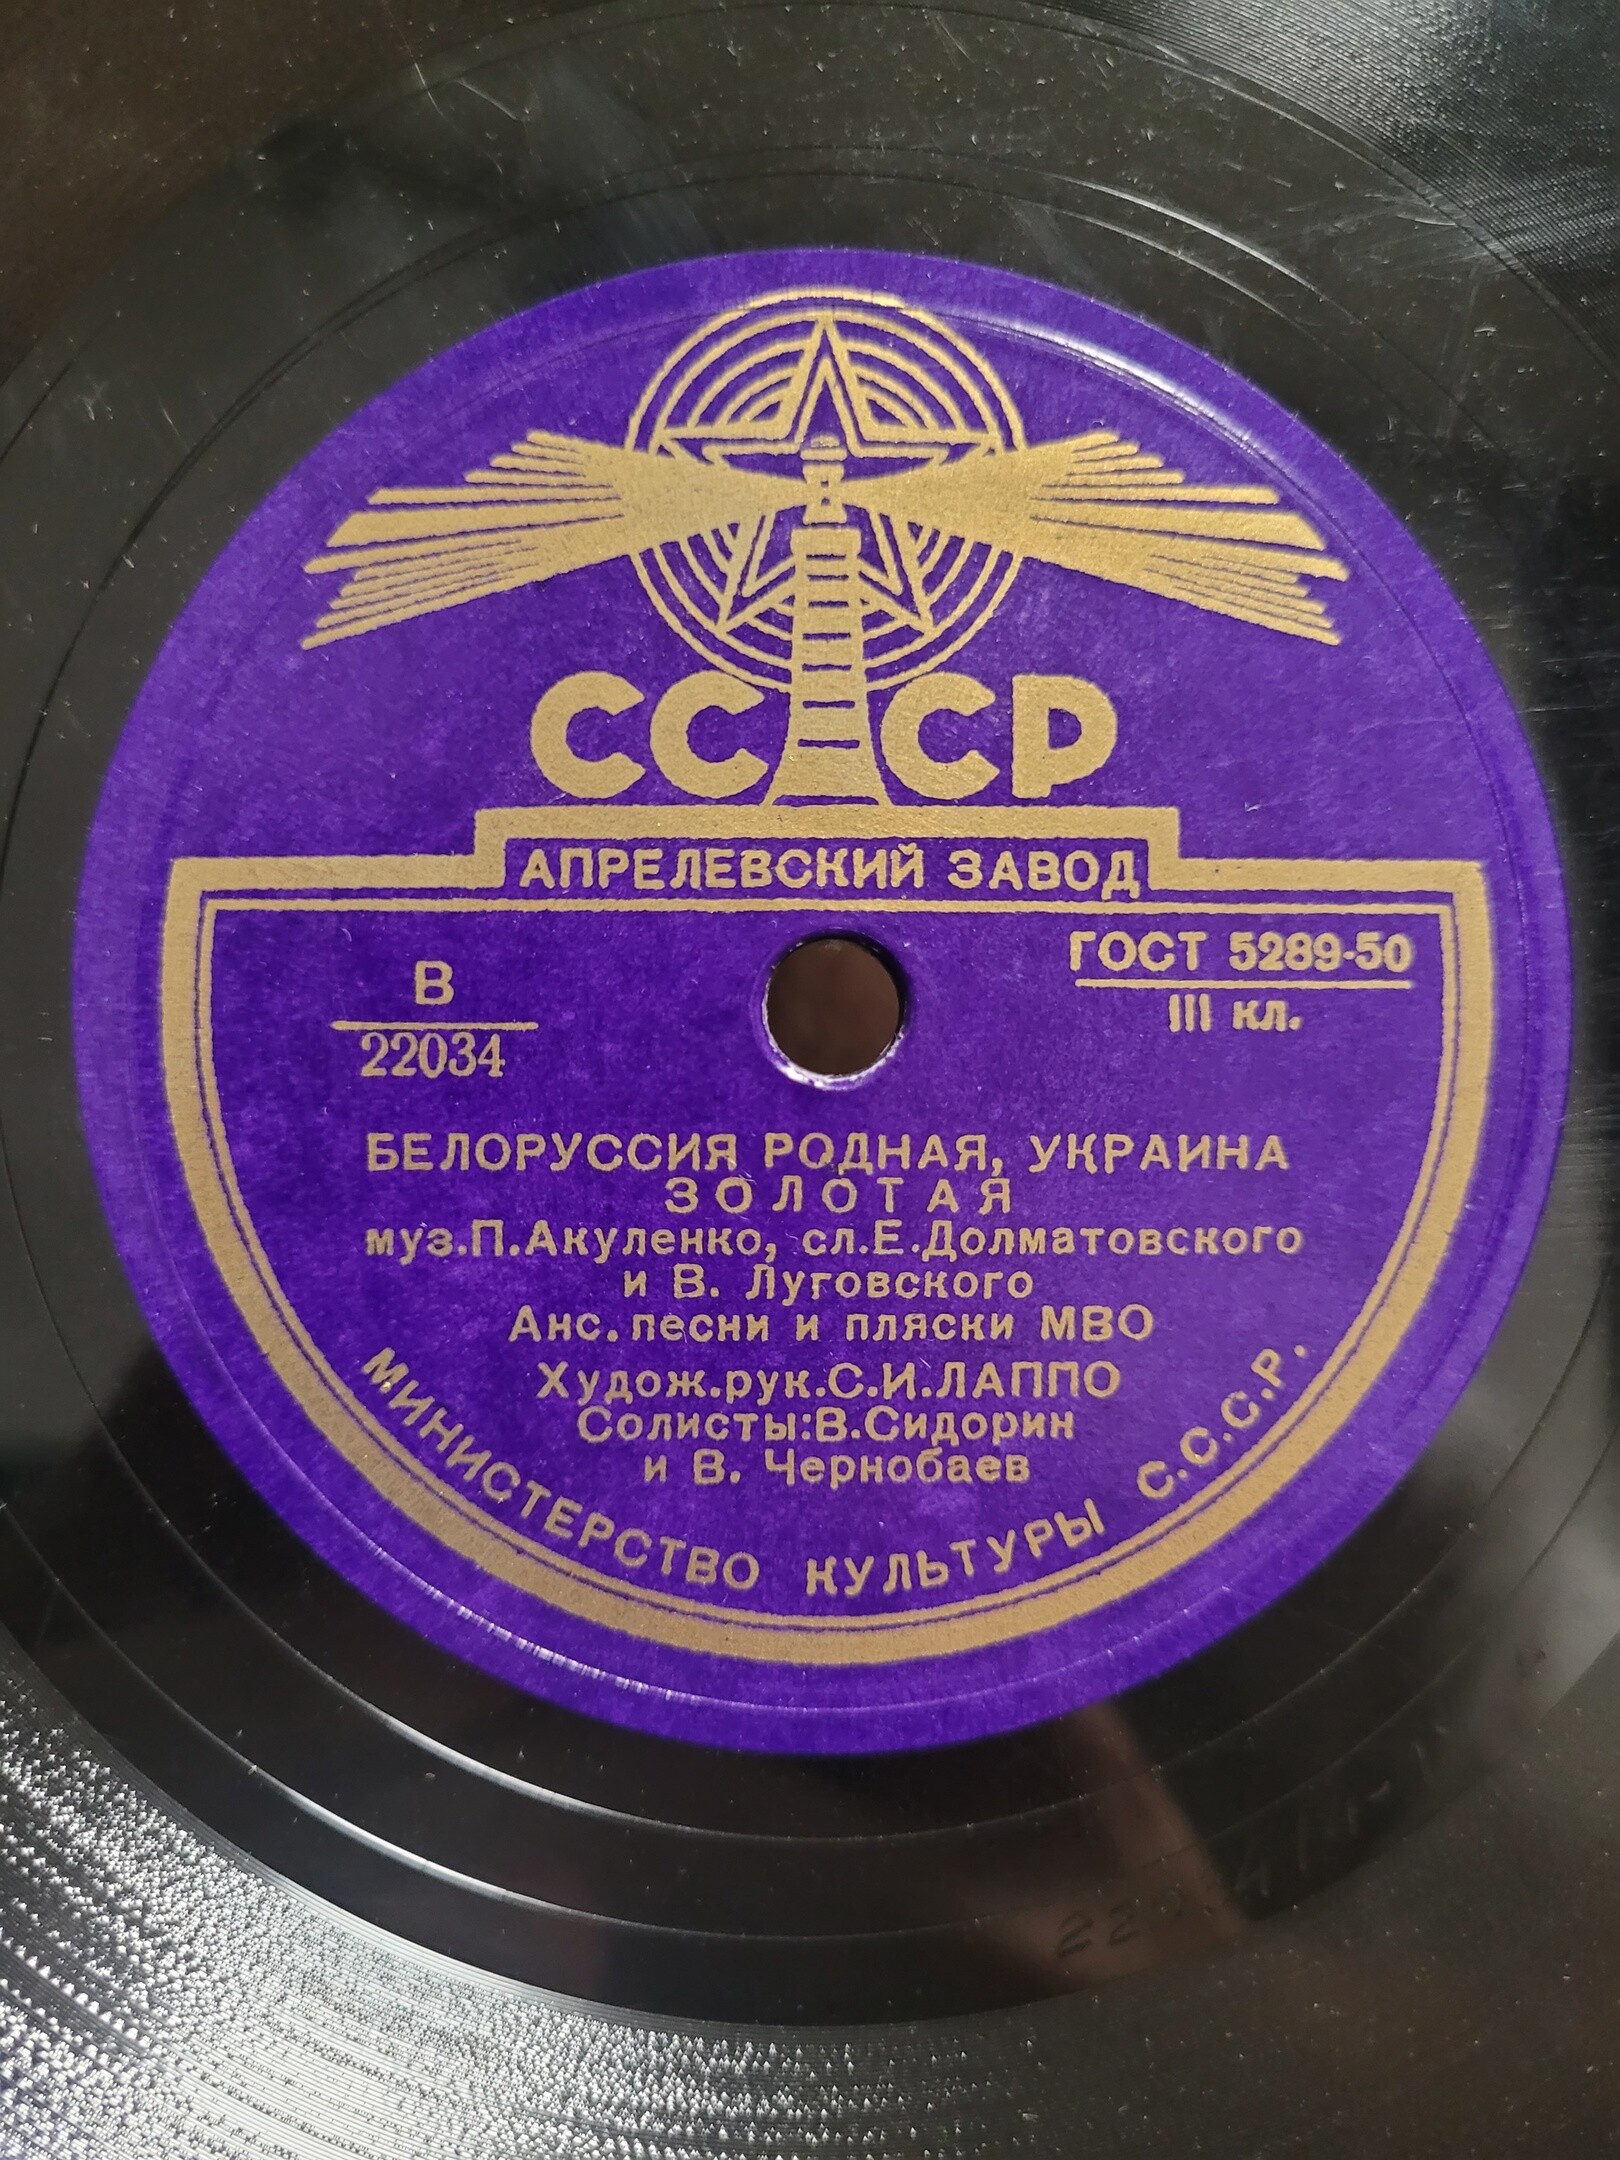 СССР
АПРЕЛЕВСКИЙ ЗАВОД
ГОСТ 5289-50
III кл.
В
22034
БЕЛОРУССИЯ РОДНАЯ, УКРАИНА
ЗОЛОТАЯ
муз.П.Акуленко, сл.Е.Долматовского
и В. Луговского
Анс.песни и пляски МВО
Худож.рук.С.И.ЛАППО
Солисты:В.Сидорин
и В. Чернобаев
МИНИСТЕРСТВО КУЛЬТУРЫ С.С.С.Р.